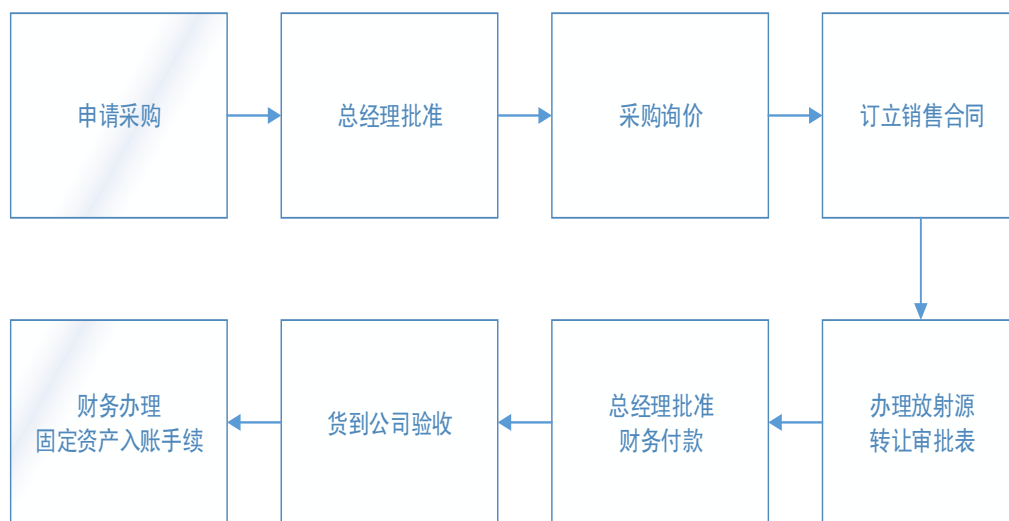 申请采购
总经理批准
采购询价
订立销售合同
办理放射源
转让审批表
总经理批准
财务付款
货到公司验收
财务办理
固定资产入账手续